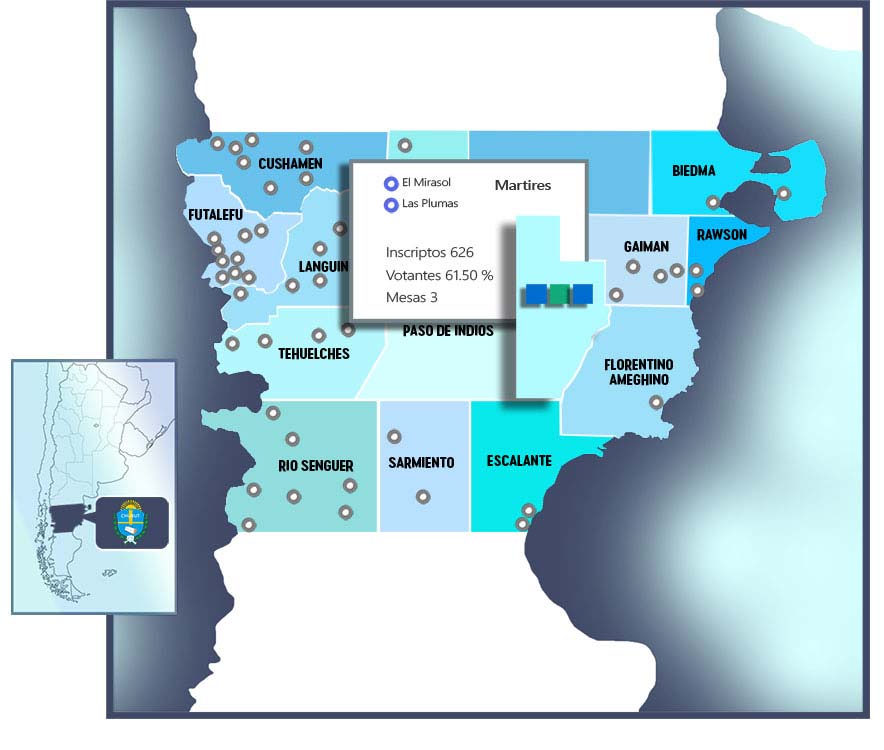 CUSHAMEN
BIEDMA
El Mirasol
Martires
Las Plumas
FUTALEFU
RAWSON
GAIMAN
Inscriptos 626
LANGUIN
Votantes 61.50 %
Mesas 3
PASO DE INDIOS
TEHUELCHES
FLORENTINO
AMEGHINO
RIO SENGUER
SARMIENTO
ESCALANTE